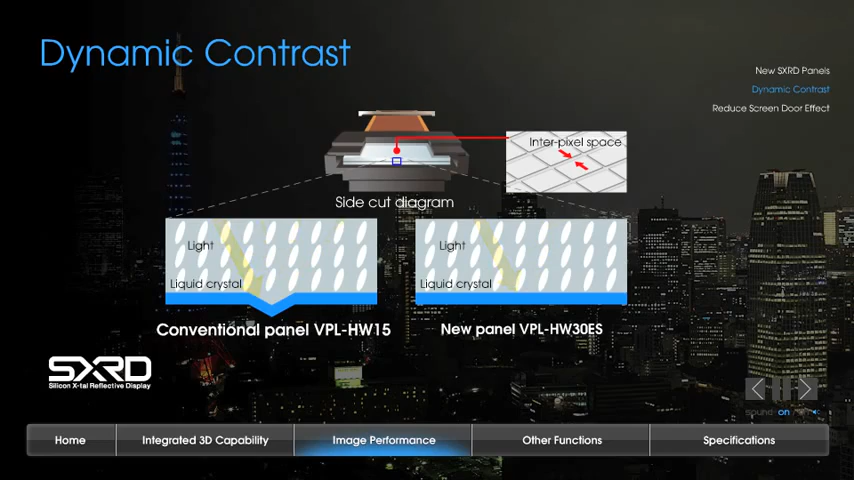 Dynamic Contrast
New SXRD Panels
Dynamic Contrast
Reduce Screen Door Effect
Inter-pixel space
Side cut diagram
Light
Liquid crystal
Light
Liquid crystal
Conventional panel VPL-HW15
New panel VPL-HW30ES
SXRD
Silicon X-tal Reflective Display
sound on
Home
Integrated 3D Capability
Image Performance
Other Functions
Specifications